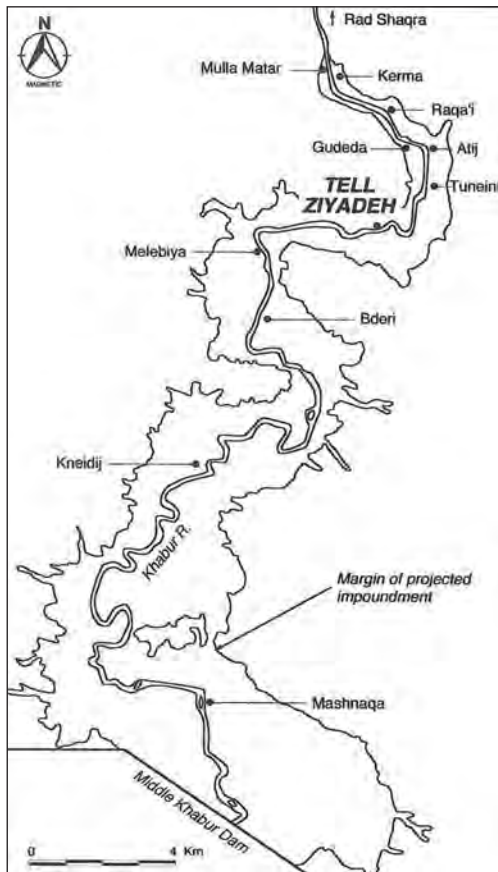 N
MAGNETIC
Rad Shaqra
Mulla Matar
Kerma
Raqa'i
Gudeda
Atij
TELL
ZIYADEH
Tuneini
Melebiya
Bderi
Kneidij
Khabur R.
Margin of projected
impoundment
Mashnaqa
Middle Khabur Dam
0 4 Km